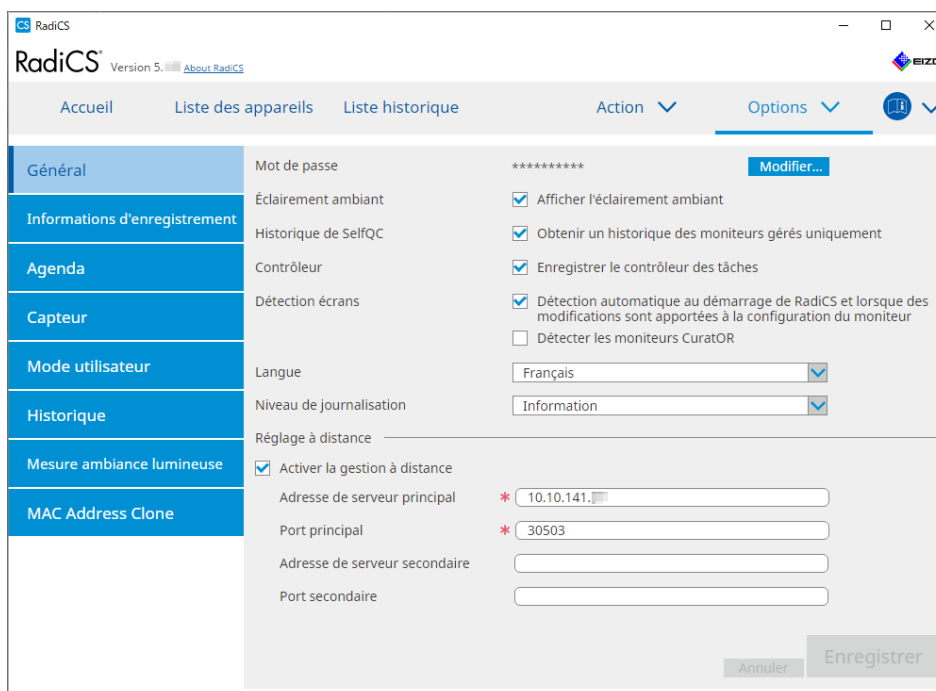 CS RadiCS
RadiCS Version 5. About RadiCS
EIZO
Accueil Liste des appareils Liste historique Action Options
Général
Informations d'enregistrement
Agenda
Capteur
Mode utilisateur
Historique
Mesure ambiance lumineuse
MAC Address Clone
Mot de passe ********** Modifier...
Éclairement ambiant Afficher l'éclairement ambiant
Historique de SelfQC Obtenir un historique des moniteurs gérés uniquement
Contrôleur Enregistrer le contrôleur des tâches
Détection écrans Détection automatique au démarrage de RadiCS et lorsque des
modifications sont apportées à la configuration du moniteur
Détecter les moniteurs CuratOR
Langue Français
Niveau de journalisation Information
Réglage à distance
Activer la gestion à distance
Adresse de serveur principal * 10.10.141.
Port principal * 30503
Adresse de serveur secondaire
Port secondaire
Annuler Enregistrer